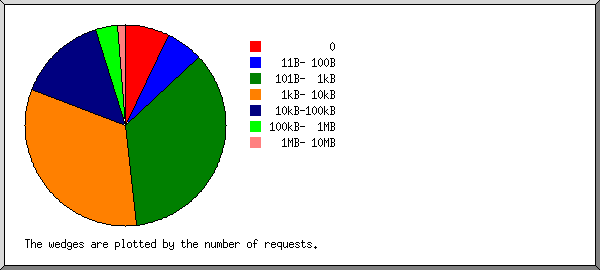 0
11B- 100B
101B- 1kB
1kB- 10kB
10kB-100kB
100kB- 1MB
1MB- 10MB
The wedges are plotted by the number of requests.